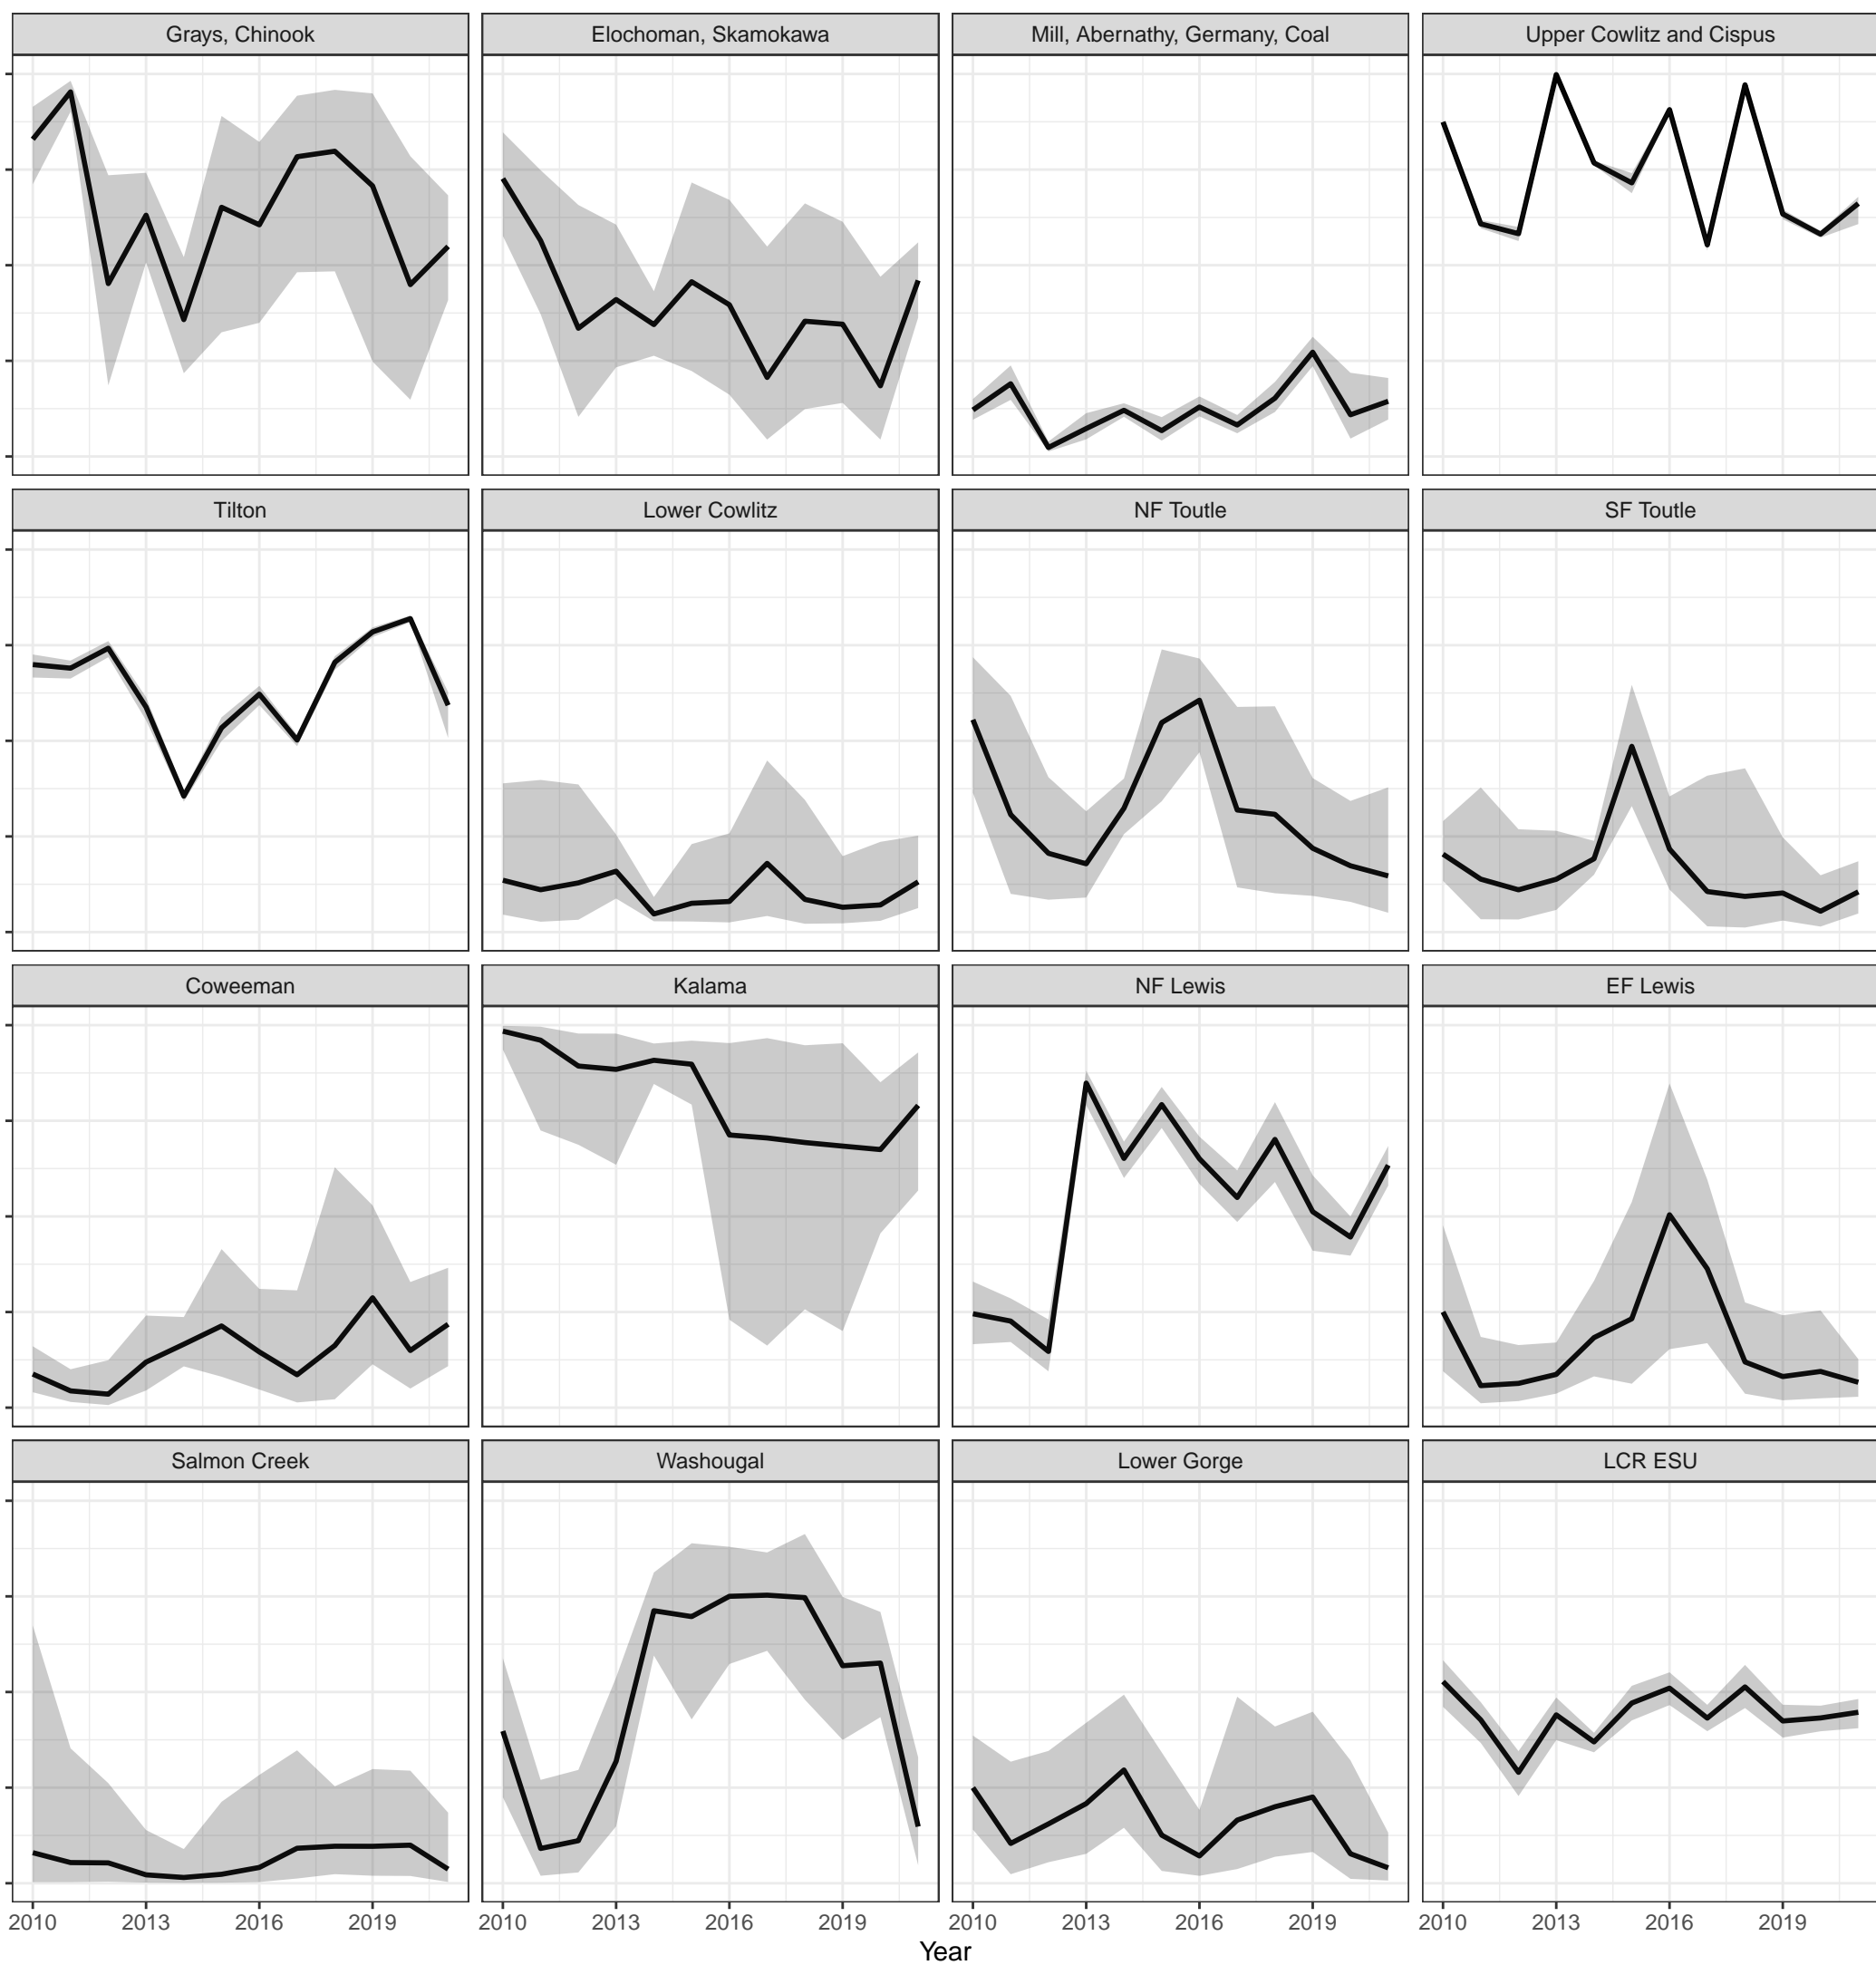 Grays, Chinook
Elochoman, Skamokawa
Mill, Abernathy, Germany, Coal
Upper Cowlitz and Cispus
Tilton
Lower Cowlitz
NF Toutle
SF Toutle
Coweeman
Kalama
NF Lewis
EF Lewis
Salmon Creek
Washougal
Lower Gorge
LCR ESU
2010 2013 2016 2019
2010 2013 2016 2019
2010 2013 2016 2019
2010 2013 2016 2019
Year